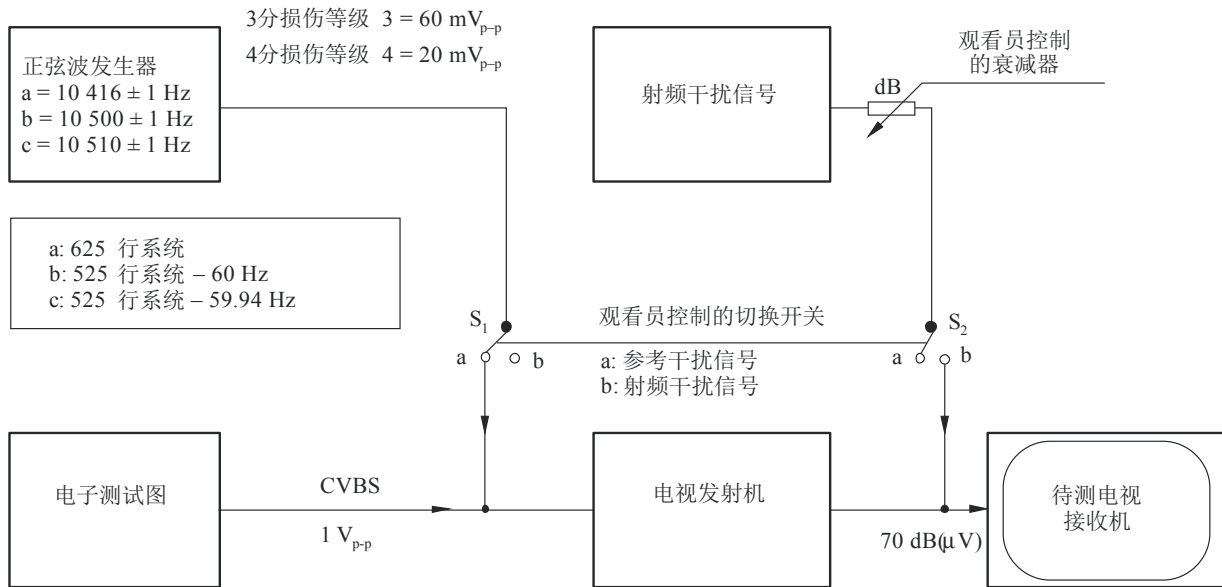 3分损伤等级 3 = 60 mVp–p
4分损伤等级 4 = 20 mVp–p
正弦波发生器
a = 10 416 ± 1 Hz
b = 10 500 ± 1 Hz
c = 10 510 ± 1 Hz
射频干扰信号
dB
观看员控制
的衰减器
a: 625 行系统
b: 525 行系统 – 60 Hz
c: 525 行系统 – 59.94 Hz
S1
a
b
观看员控制的切换开关
a: 参考干扰信号
b: 射频干扰信号
S2
a
b
电子测试图
CVBS
1 Vp-p
电视发射机
70 dB(μV)
待测电视
接收机